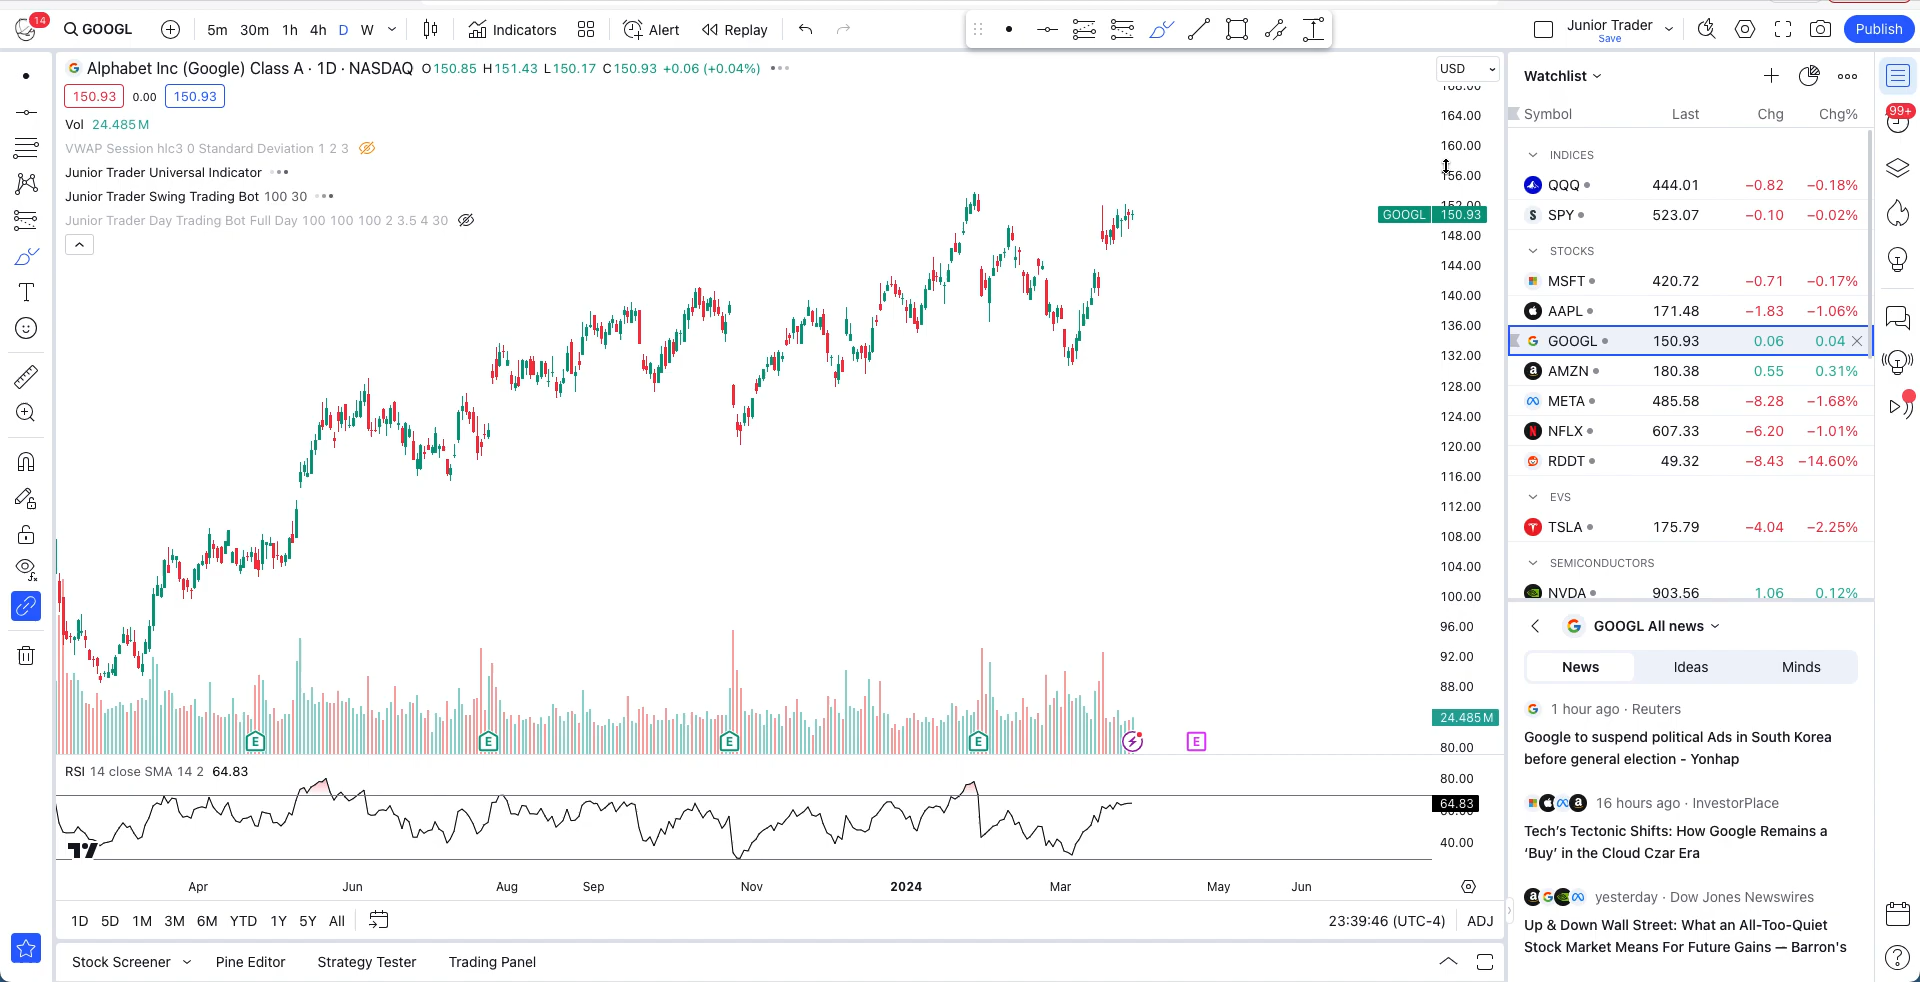 14 GOOGL 5m 30m 1h 4h D W Indicators Alert Replay Junior Trader Save Publish
Alphabet Inc (Google) Class A · 1D · NASDAQ O150.85 H151.43 L150.17 C150.93 +0.06 (+0.04%)
150.93 0.00 150.93
Vol 24.485M
VWAP Session hlc3 0 Standard Deviation 1 2 3
Junior Trader Universal Indicator
Junior Trader Swing Trading Bot 100 30
Junior Trader Day Trading Bot Full Day 100 100 100 2 3.5 4 30
USD
168.00
164.00
160.00
156.00
152.00
GOOGL 150.93
148.00
144.00
140.00
136.00
132.00
128.00
124.00
120.00
116.00
112.00
108.00
104.00
100.00
96.00
92.00
88.00
24.485M
80.00
E E E E E
RSI 14 close SMA 14 2 64.83
80.00
64.83
60.00
40.00
Apr Jun Aug Sep Nov 2024 Mar May Jun
1D 5D 1M 3M 6M YTD 1Y 5Y All 23:39:46 (UTC-4) ADJ
Stock Screener Pine Editor Strategy Tester Trading Panel
Watchlist
Symbol Last Chg Chg%
INDICES
QQQ 444.01 −0.82 −0.18%
SPY 523.07 −0.10 −0.02%
STOCKS
MSFT 420.72 −0.71 −0.17%
AAPL 171.48 −1.83 −1.06%
GOOGL 150.93 0.06 0.04
AMZN 180.38 0.55 0.31%
META 485.58 −8.28 −1.68%
NFLX 607.33 −6.20 −1.01%
RDDT 49.32 −8.43 −14.60%
EVS
TSLA 175.79 −4.04 −2.25%
SEMICONDUCTORS
NVDA 903.56 1.06 0.12%
GOOGL All news
News Ideas Minds
1 hour ago · Reuters
Google to suspend political Ads in South Korea
before general election - Yonhap
16 hours ago · InvestorPlace
Tech’s Tectonic Shifts: How Google Remains a
‘Buy’ in the Cloud Czar Era
yesterday · Dow Jones Newswires
Up & Down Wall Street: What an All-Too-Quiet
Stock Market Means For Future Gains — Barron's
99+